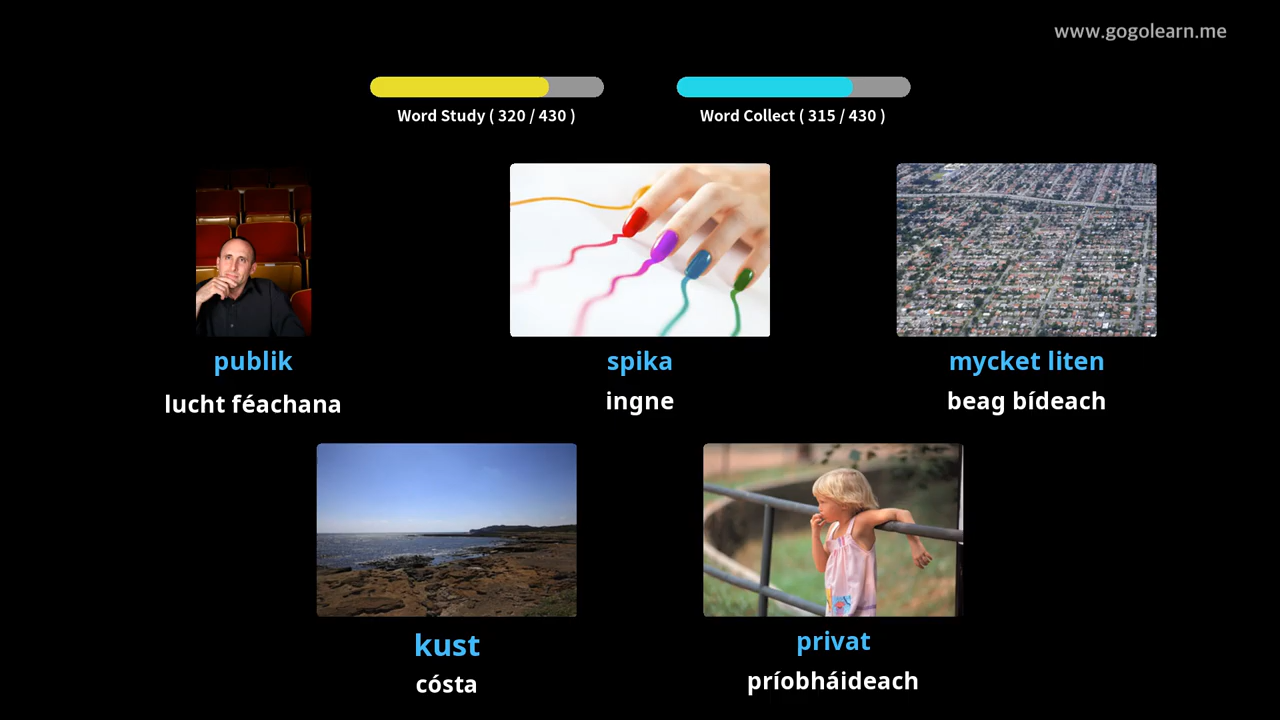 www.gogolearn.me
Word Study ( 320 / 430 )
Word Collect ( 315 / 430 )
publik
lucht féachana
spika
ingne
mycket liten
beag bídeach
kust
cósta
privat
príobháideach